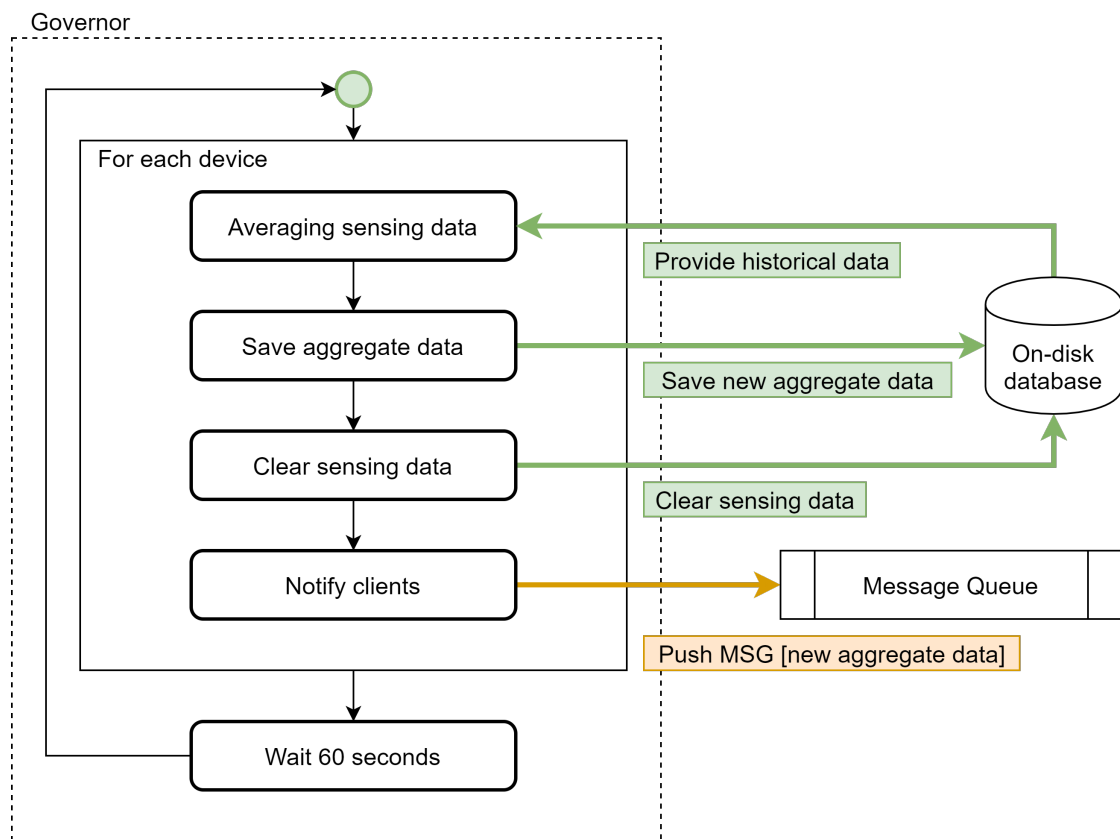 Governor
For each device
Averaging sensing data
Provide historical data
Save aggregate data
On-disk
database
Save new aggregate data
Clear sensing data
Clear sensing data
Notify clients
Message Queue
Push MSG [new aggregate data]
Wait 60 seconds